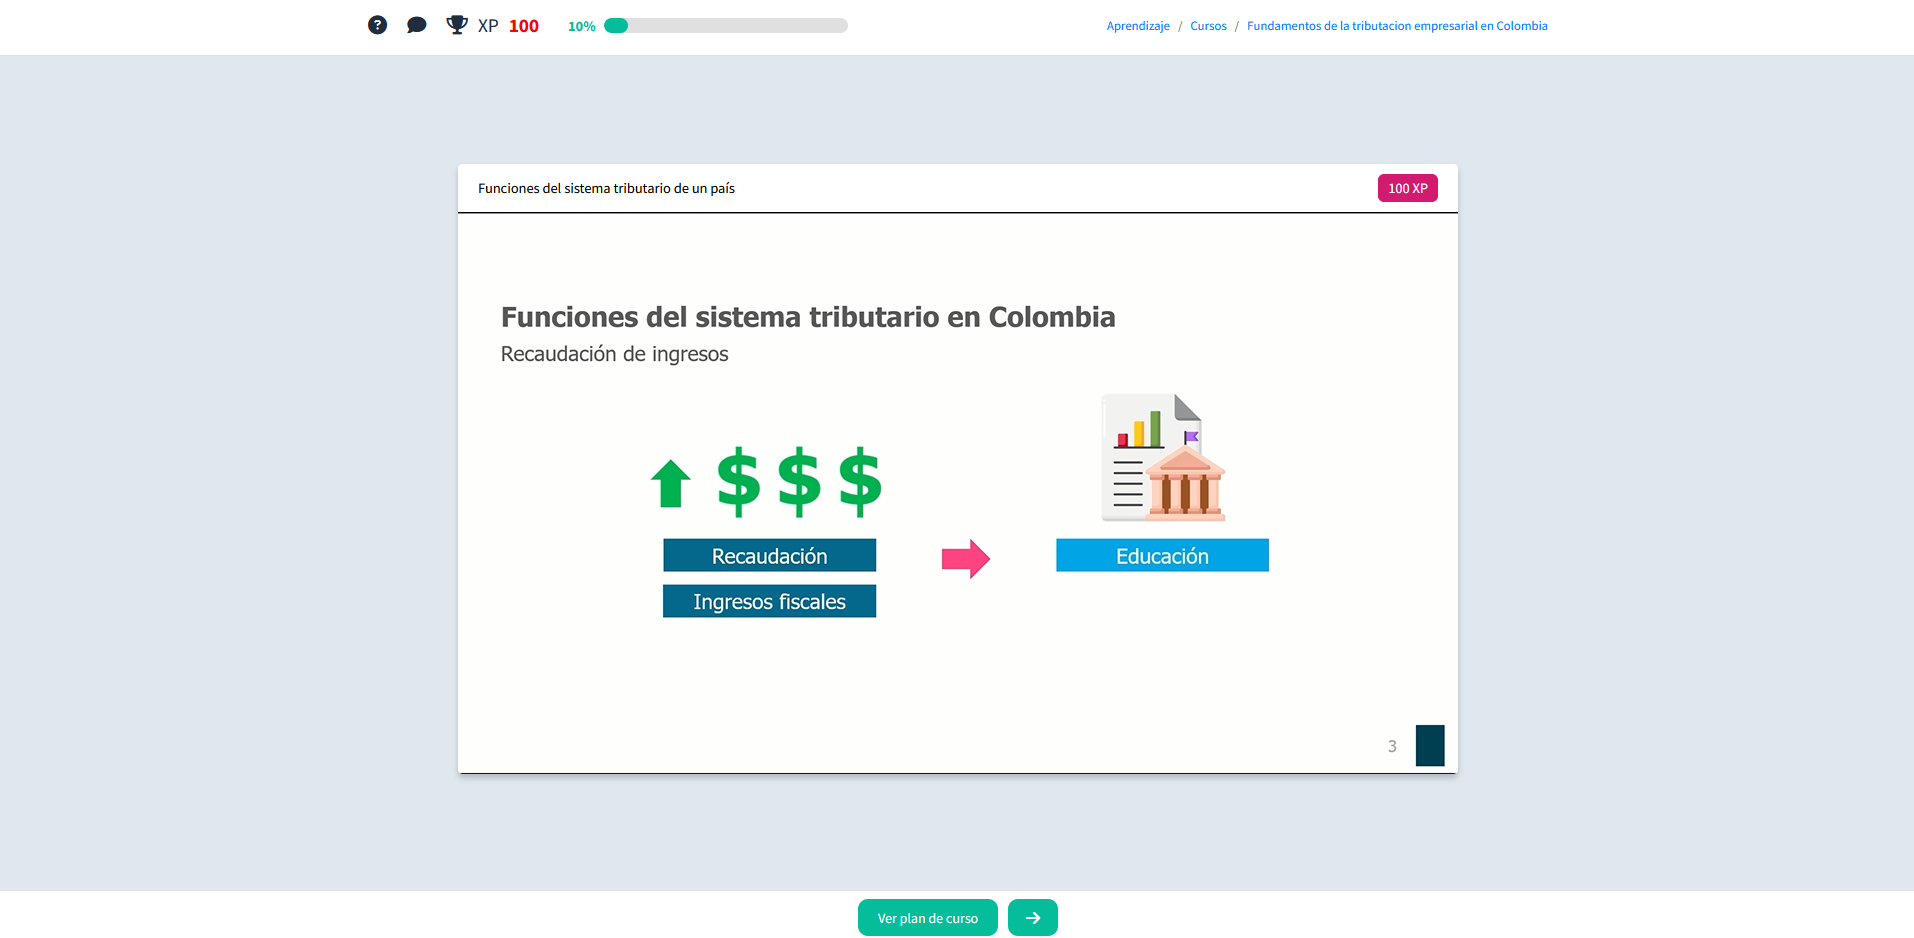 XP 100 10% Aprendizaje / Cursos / Fundamentos de la tributacion empresarial en Colombia
Funciones del sistema tributario de un país 100 XP
Funciones del sistema tributario en Colombia
Recaudación de ingresos
$ $ $
Recaudación Educación
Ingresos fiscales
3
Ver plan de curso